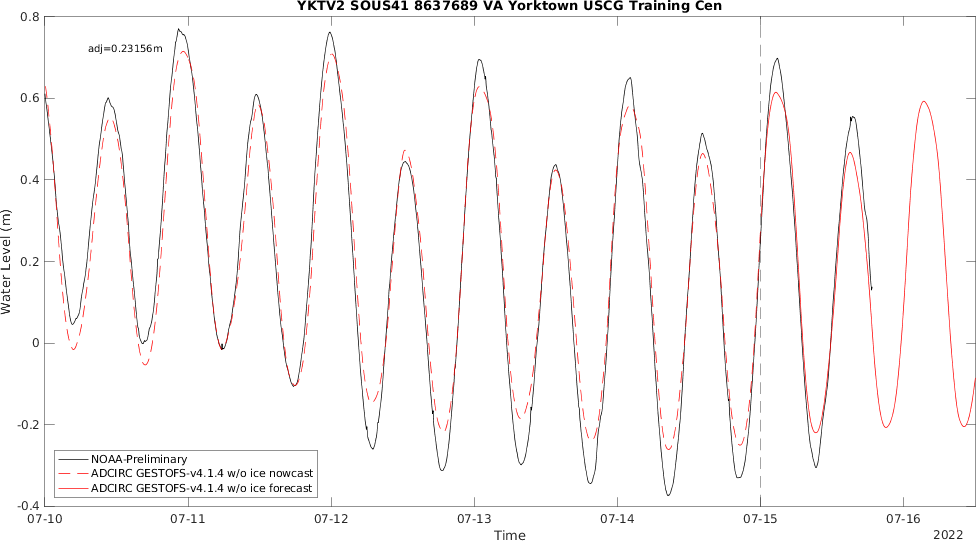 YKTV2 SOUS41 8637689 VA Yorktown USCG Training Cen
adj=0.23156m
0.8
0.6
0.4
0.2
0
-0.2
-0.4
Water Level (m)
NOAA-Preliminary
ADCIRC GESTOFS-v4.1.4 w/o ice nowcast
ADCIRC GESTOFS-v4.1.4 w/o ice forecast
07-10 07-11 07-12 07-13 07-14 07-15 07-16
Time
2022